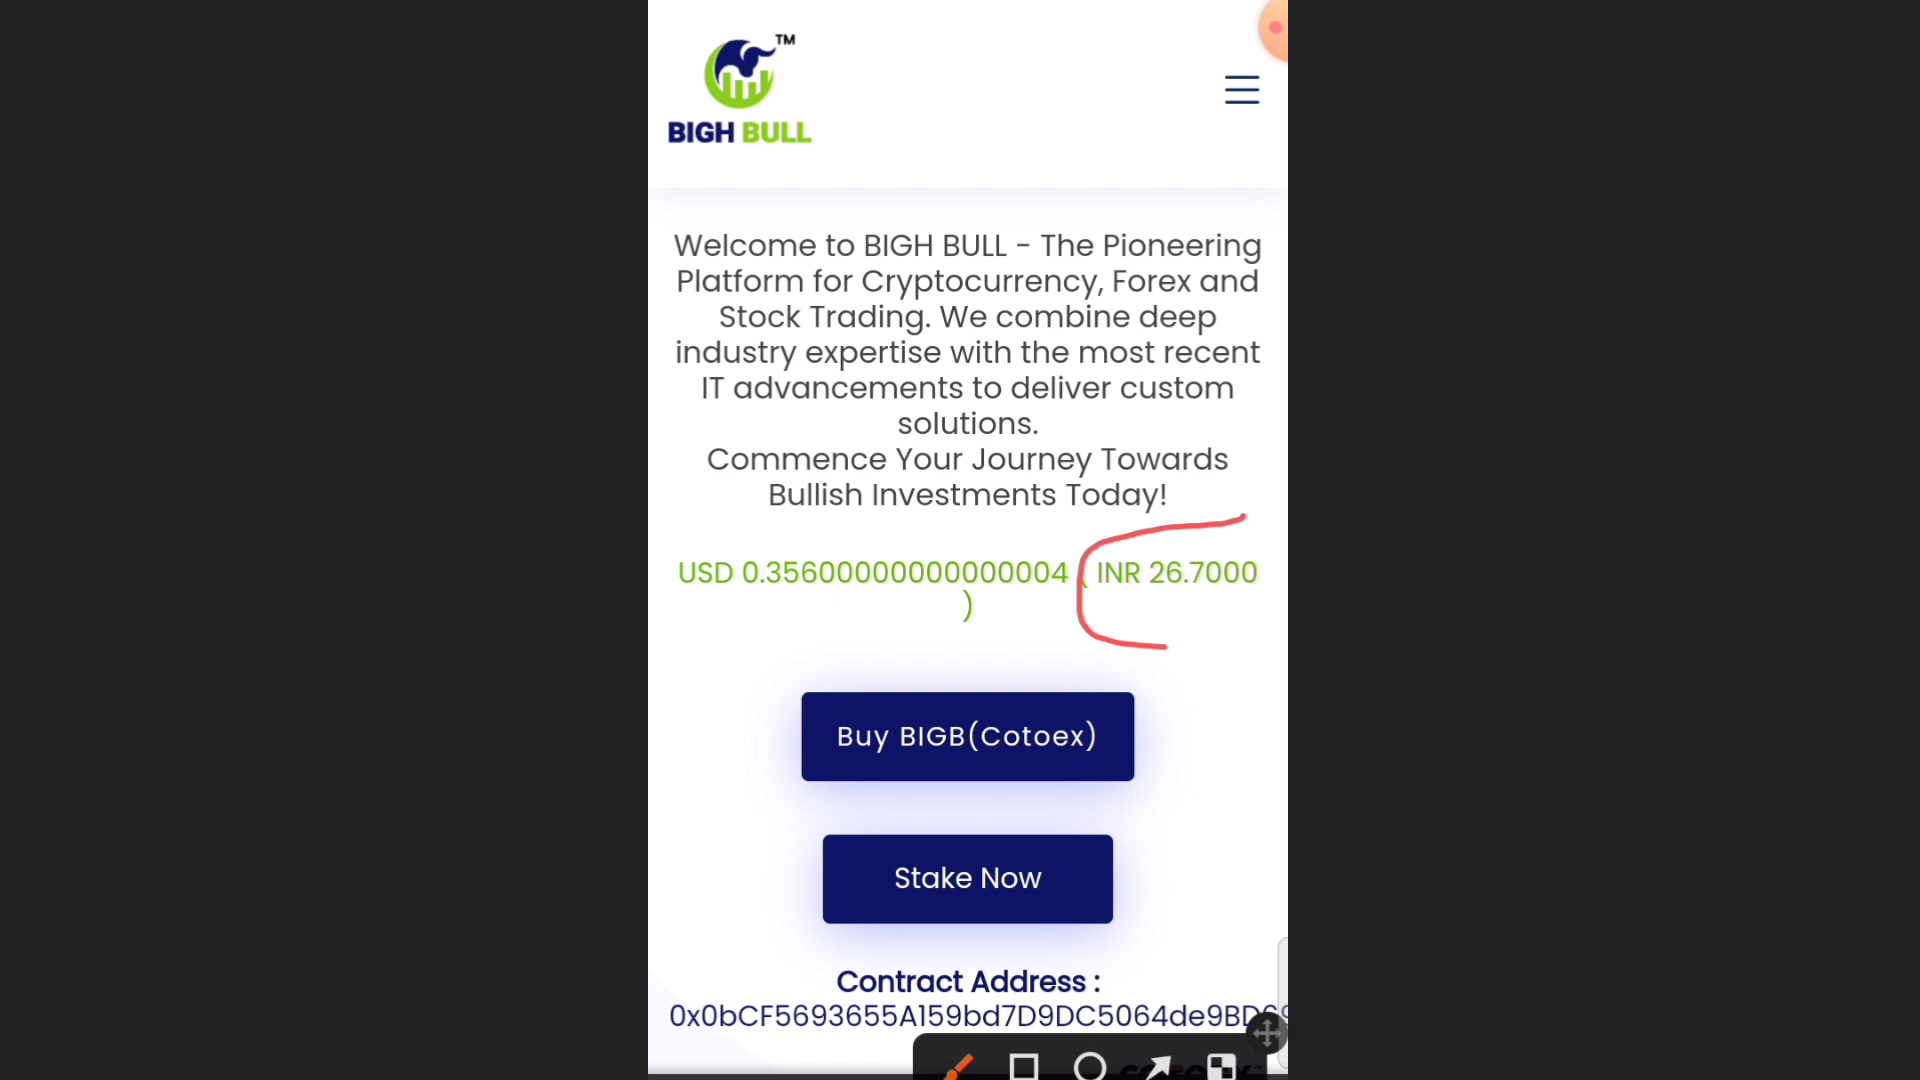 TM
BIGH BULL
Welcome to BIGH BULL - The Pioneering
Platform for Cryptocurrency, Forex and
Stock Trading. We combine deep
industry expertise with the most recent
IT advancements to deliver custom
solutions.
Commence Your Journey Towards
Bullish Investments Today!
USD 0.35600000000000004 ( INR 26.7000
)
Buy BIGB(Cotoex)
Stake Now
Contract Address :
0x0bCF5693655A159bd7D9DC5064de9BD